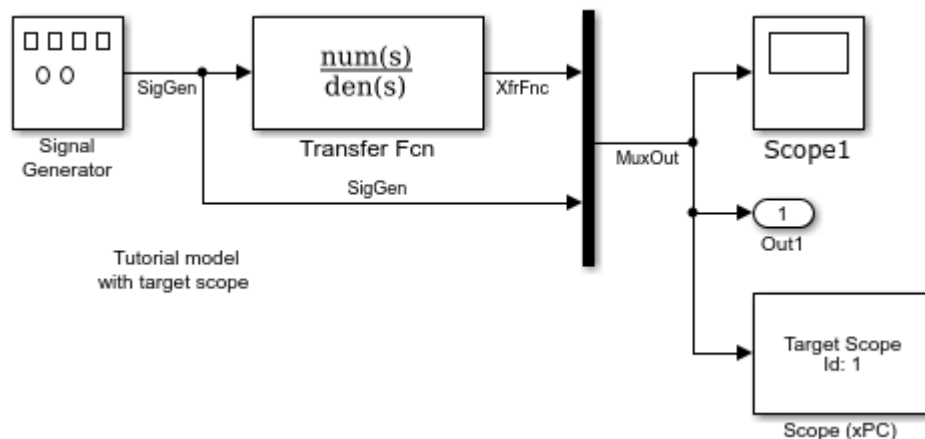 num(s)
den(s)
SigGen
XfrFnc
Signal
Generator
Transfer Fcn
MuxOut
Scope1
SigGen
1
Out1
Tutorial model
with target scope
Target Scope
Id: 1
Scope (xPC)